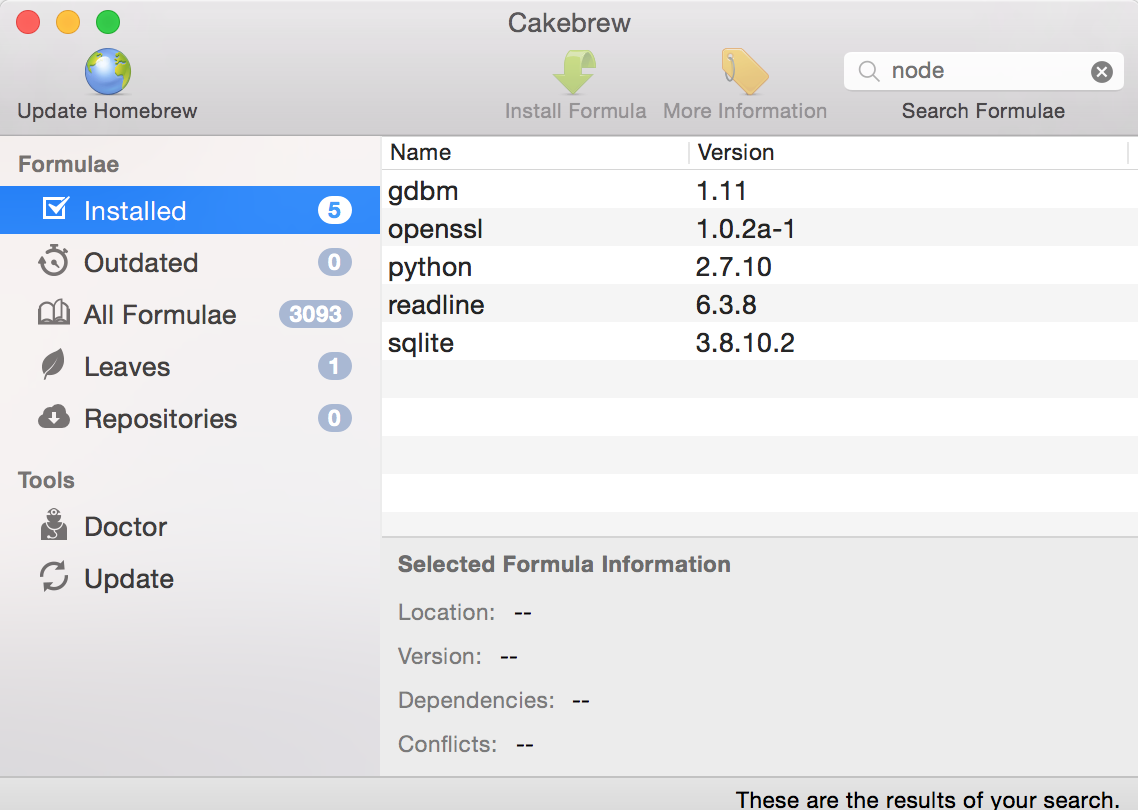 Cakebrew
Update Homebrew
Install Formula
More Information
node
Search Formulae
Formulae
Installed 5
Outdated 0
All Formulae 3093
Leaves 1
Repositories 0
Tools
Doctor
Update
Name Version
gdbm 1.11
openssl 1.0.2a-1
python 2.7.10
readline 6.3.8
sqlite 3.8.10.2
Selected Formula Information
Location: --
Version: --
Dependencies: --
Conflicts: --
These are the results of your search.